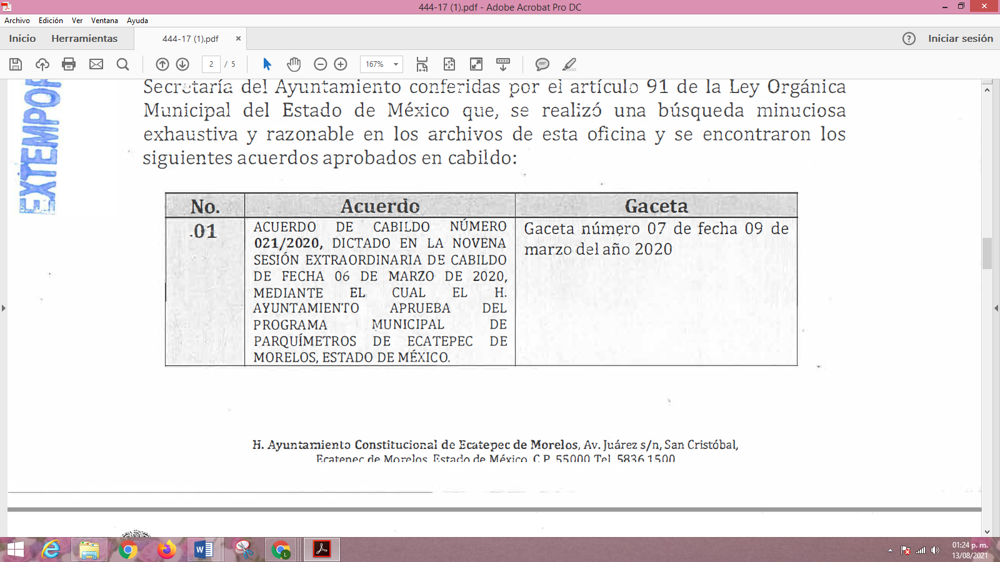 444-17 (1).pdf - Adobe Acrobat Pro DC
Archivo Edición Ver Ventana Ayuda
Inicio Herramientas 444-17 (1).pdf × Iniciar sesión
2 / 5 167%
EXTEMPOR
Secretaría del Ayuntamiento conferidas por el artículo 91 de la Ley Orgánica
Municipal del Estado de México que, se realizó una búsqueda minuciosa
exhaustiva y razonable en los archivos de esta oficina y se encontraron los
siguientes acuerdos aprobados en cabildo:
No. Acuerdo Gaceta
.01
ACUERDO DE CABILDO NÚMERO
021/2020, DICTADO EN LA NOVENA
SESIÓN EXTRAORDINARIA DE CABILDO
DE FECHA 06 DE MARZO DE 2020,
MEDIANTE EL CUAL EL H.
AYUNTAMIENTO APRUEBA DEL
PROGRAMA MUNICIPAL DE
PARQUÍMETROS DE ECATEPEC DE
MORELOS, ESTADO DE MÉXICO.
Gaceta número 07 de fecha 09 de
marzo del año 2020
H. Ayuntamiento Constitucional de Ecatepec de Morelos, Av. Juárez s/n, San Cristóbal,
Ecatepec de Morelos, Estado de México, C.P. 55000 Tel. 5836 1500
L
01:24 p. m.
13/08/2021